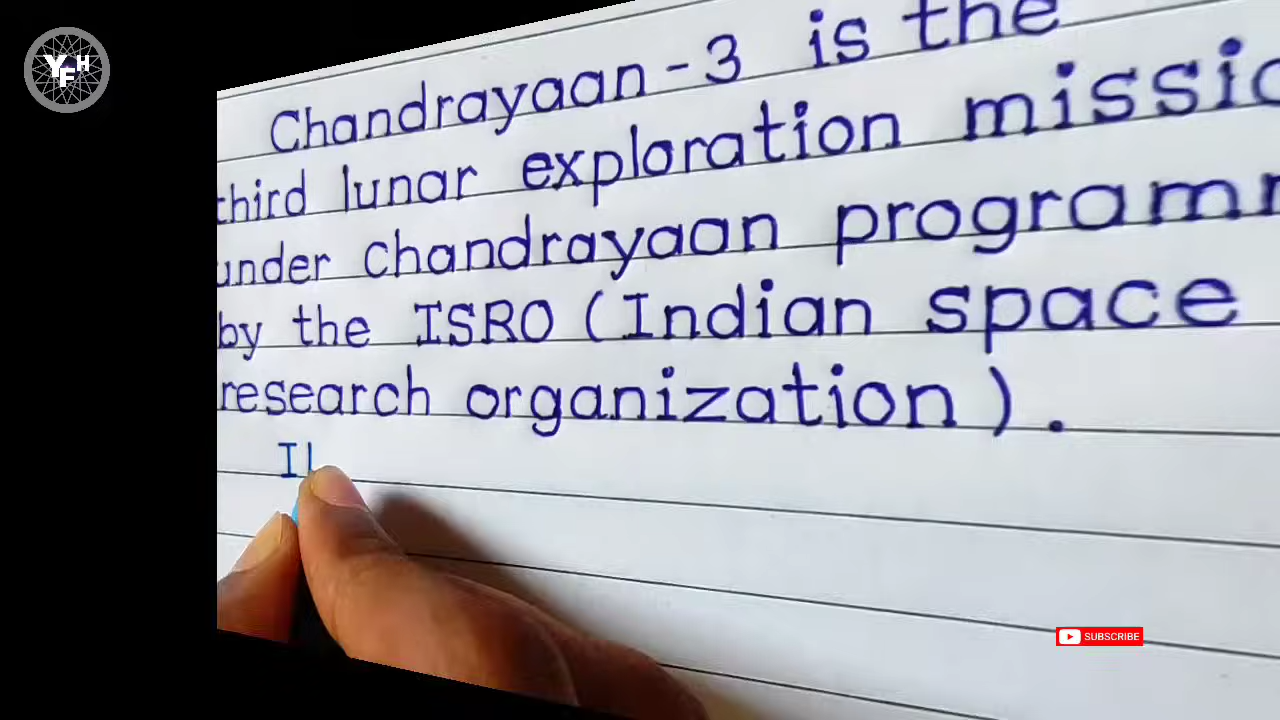 YFH
Chandrayaan-3 is the
third lunar exploration missio
under chandrayaan programm
by the ISRO (Indian space
research organization).
I
SUBSCRIBE